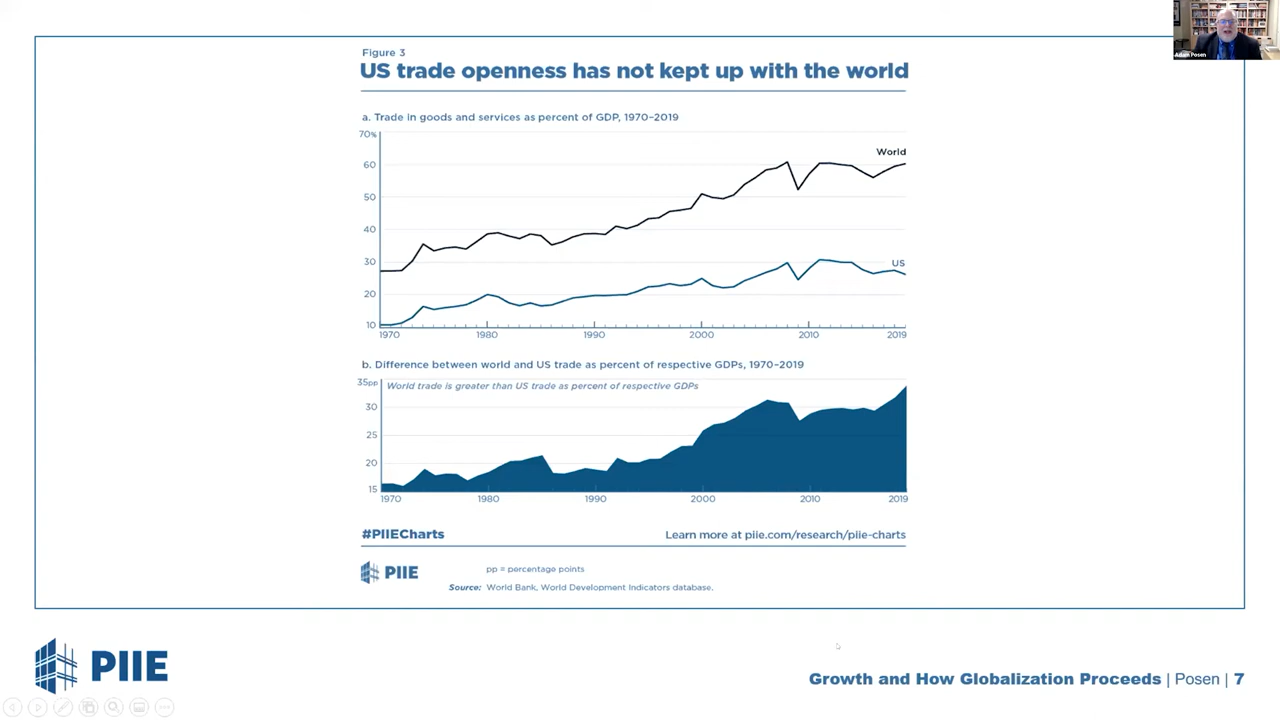 Adam Posen
Figure 3
US trade openness has not kept up with the world
a. Trade in goods and services as percent of GDP, 1970–2019
70%
60
50
40
30
20
10
World
US
1970 1980 1990 2000 2010 2019
b. Difference between world and US trade as percent of respective GDPs, 1970–2019
35pp
World trade is greater than US trade as percent of respective GDPs
30
25
20
15
1970 1980 1990 2000 2010 2019
#PIIECharts Learn more at piie.com/research/piie-charts
PIIE
pp = percentage points
Source: World Bank, World Development Indicators database.
PIIE
Growth and How Globalization Proceeds | Posen | 7